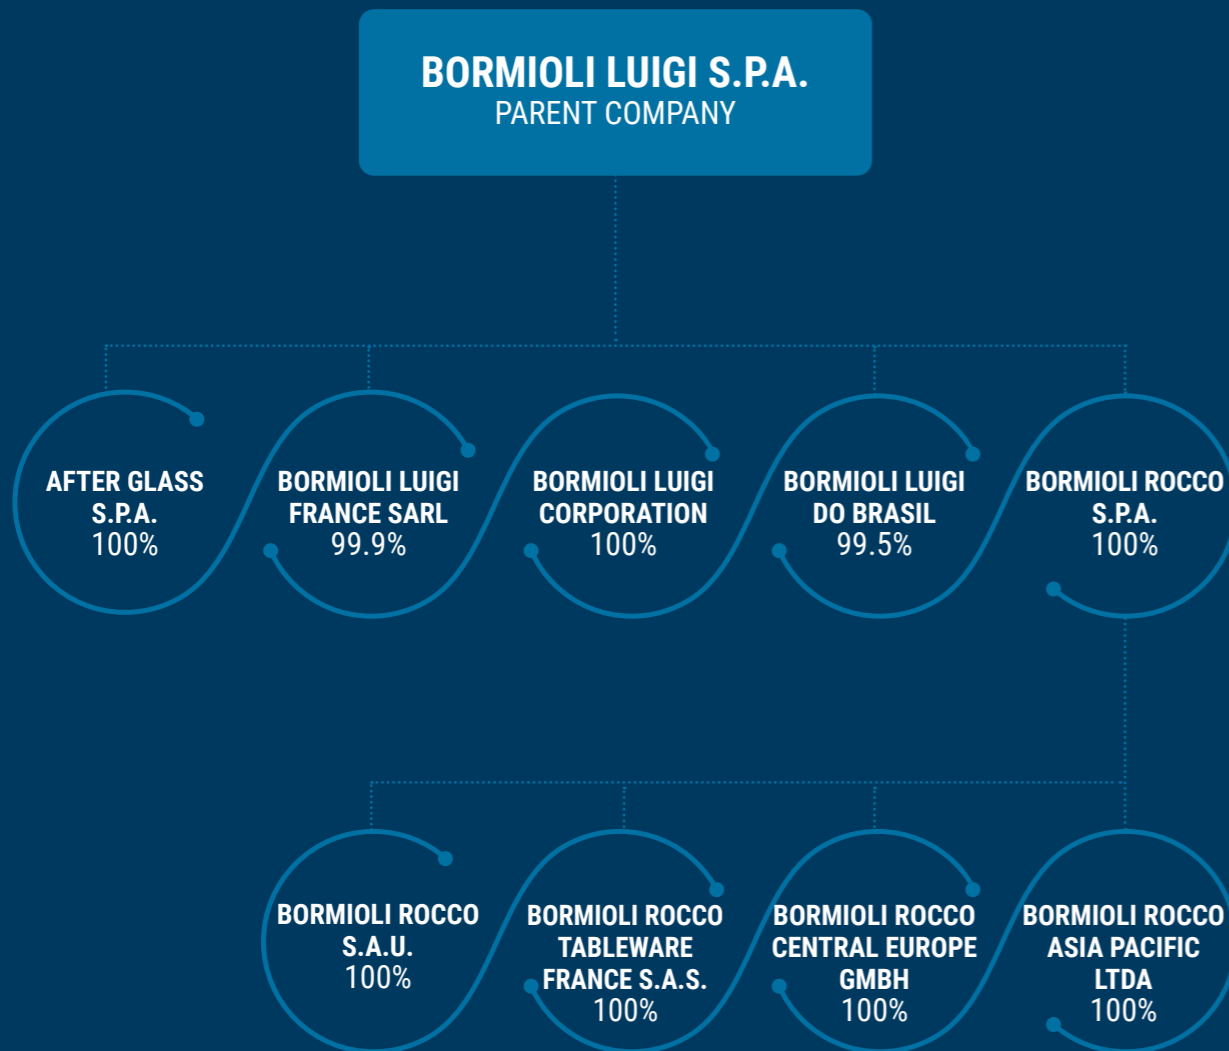 BORMIOLI LUIGI S.P.A.
PARENT COMPANY
AFTER GLASS
S.P.A.
100%
BORMIOLI LUIGI
FRANCE SARL
99.9%
BORMIOLI LUIGI
CORPORATION
100%
BORMIOLI LUIGI
DO BRASIL
99.5%
BORMIOLI ROCCO
S.P.A.
100%
BORMIOLI ROCCO
S.A.U.
100%
BORMIOLI ROCCO
TABLEWARE
FRANCE S.A.S.
100%
BORMIOLI ROCCO
CENTRAL EUROPE
GMBH
100%
BORMIOLI ROCCO
ASIA PACIFIC
LTDA
100%